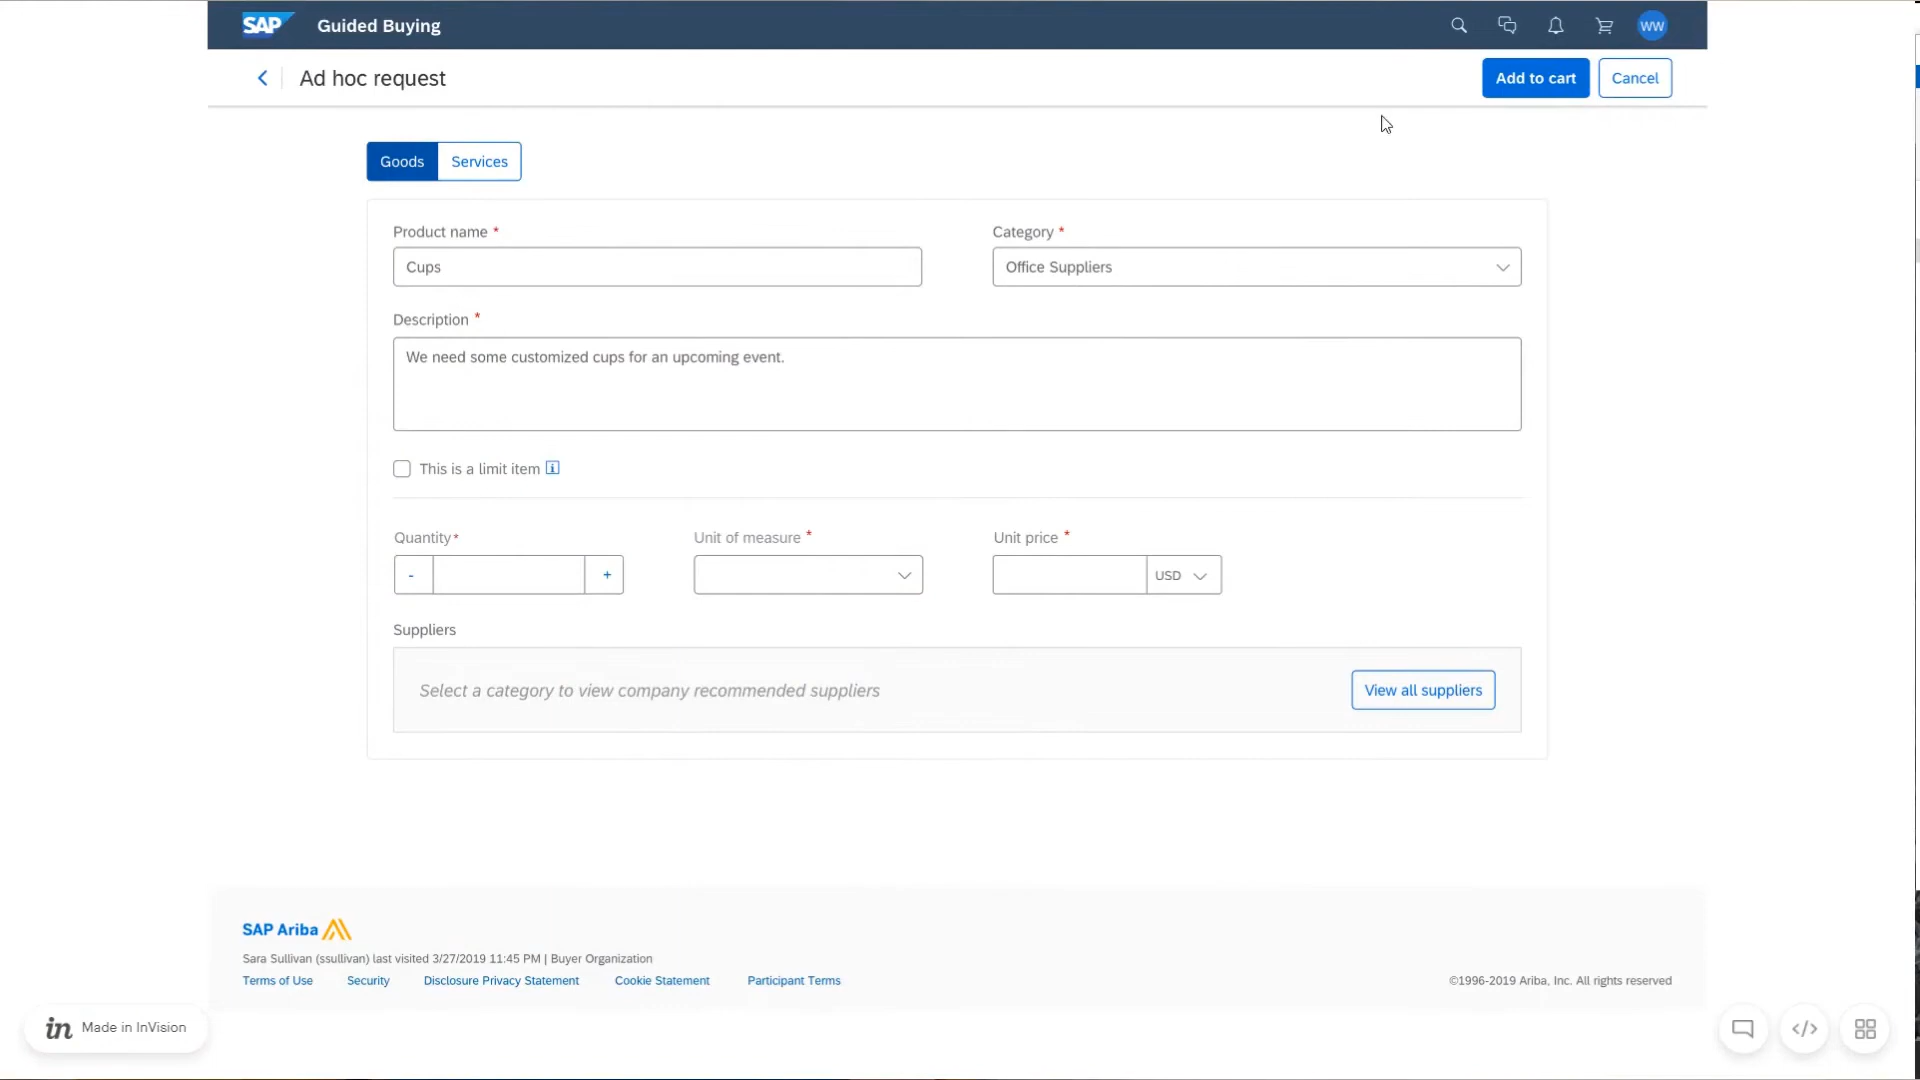 SAP Guided Buying WW
Ad hoc request Add to cart Cancel
Goods Services
Product name * Category *
Cups Office Suppliers
Description *
We need some customized cups for an upcoming event.
This is a limit item
Quantity * Unit of measure * Unit price *
- + USD
Suppliers
Select a category to view company recommended suppliers View all suppliers
SAP Ariba
Sara Sullivan (ssullivan) last visited 3/27/2019 11:45 PM | Buyer Organization
Terms of Use Security Disclosure Privacy Statement Cookie Statement Participant Terms ©1996-2019 Ariba, Inc. All rights reserved
in Made in InVision